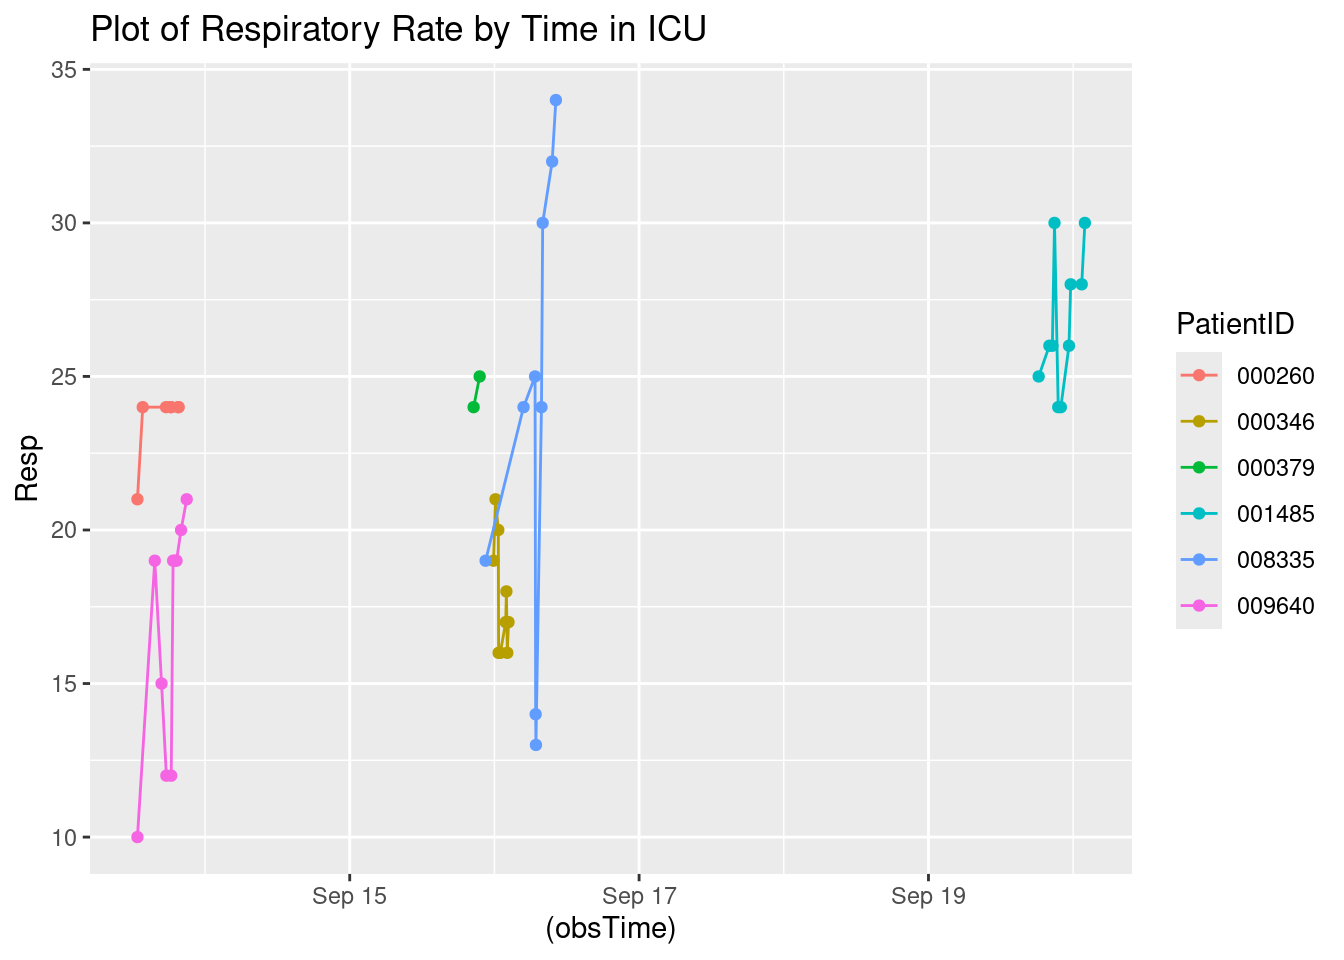 Plot of Respiratory Rate by Time in ICU
35
30
25
20
15
10
Resp
Sep 15
Sep 17
Sep 19
(obsTime)
PatientID
000260
000346
000379
001485
008335
009640